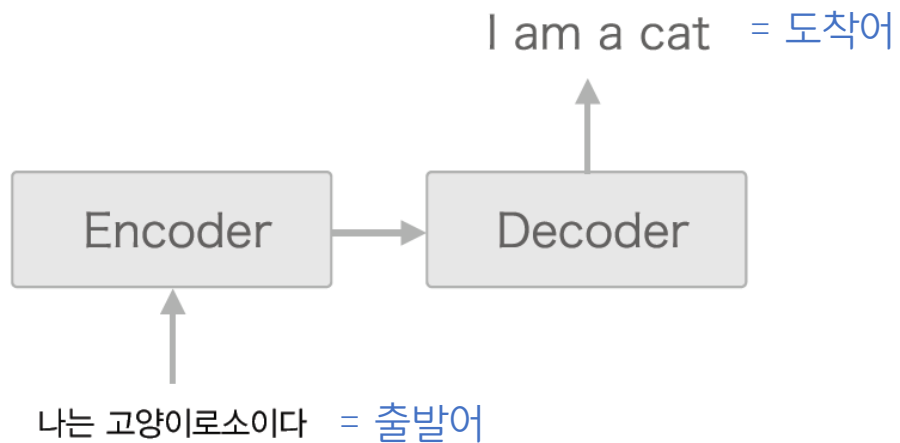 I am a cat = 도착어
Encoder Decoder
나는 고양이로소이다 = 출발어